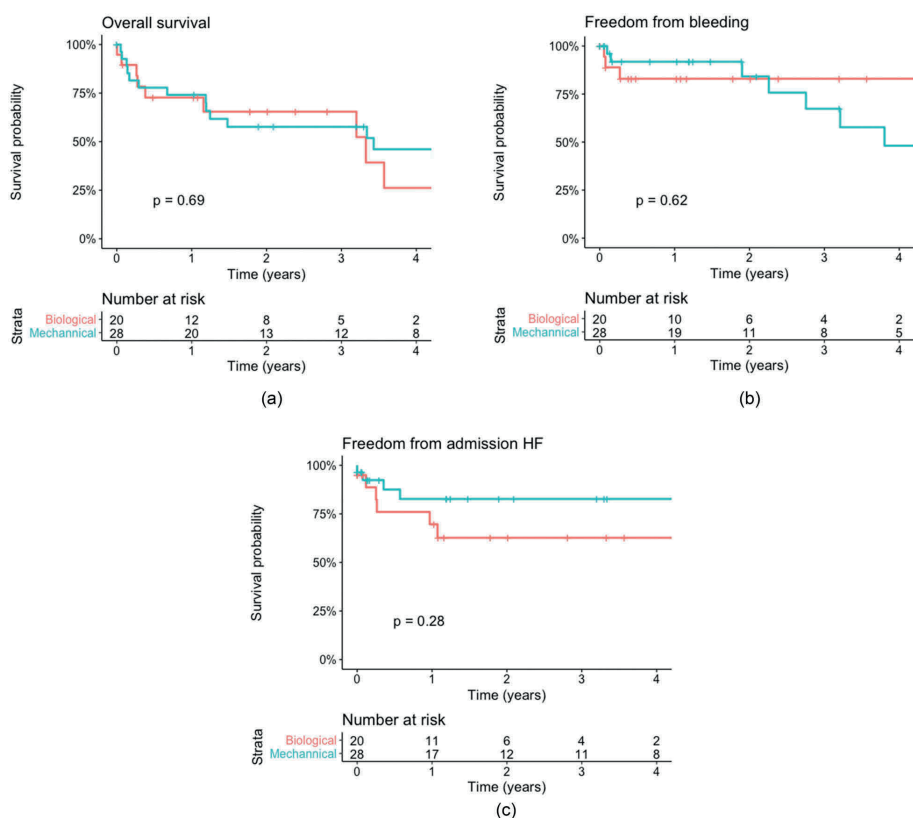 Overall survival
100%
75%
50%
25%
0%
Survival probability
p = 0.69
0 1 2 3 4
Time (years)
Number at risk
Strata
Biological 20 12 8 5 2
Mechannical 28 20 13 12 8
0 1 2 3 4
Time (years)
(a)
Freedom from bleeding
100%
75%
50%
25%
0%
Survival probability
p = 0.62
0 1 2 3 4
Time (years)
Number at risk
Strata
Biological 20 10 6 4 2
Mechannical 28 19 11 8 5
0 1 2 3 4
Time (years)
(b)
Freedom from admission HF
100%
75%
50%
25%
0%
Survival probability
p = 0.28
0 1 2 3 4
Time (years)
Number at risk
Strata
Biological 20 11 6 4 2
Mechannical 28 17 12 11 8
0 1 2 3 4
Time (years)
(c)